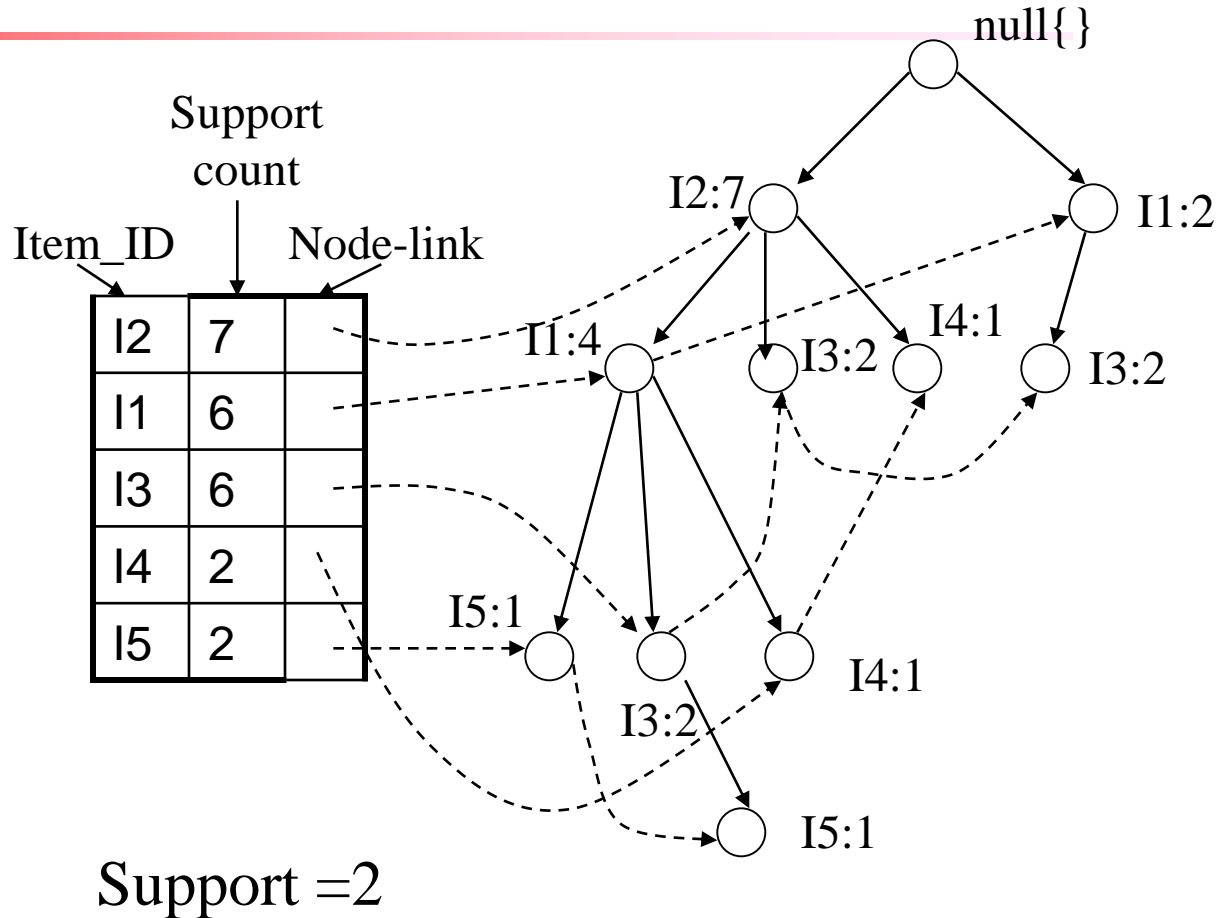 null{}
Support
count
I2:7
I1:2
Item_ID
Node-link
I2 7
I1:4
I3:2
I4:1
I3:2
I1 6
I3 6
I4 2
I5 2
I5:1
I4:1
I3:2
I5:1
Support =2